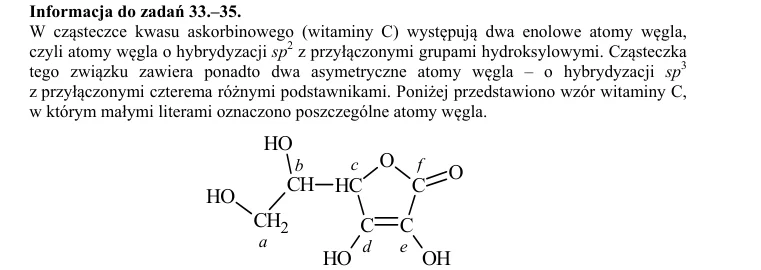 Informacja do zadań 33.–35.
W cząsteczce kwasu askorbinowego (witaminy C) występują dwa enolowe atomy węgla,
czyli atomy węgla o hybrydyzacji sp² z przyłączonymi grupami hydroksylowymi. Cząsteczka
tego związku zawiera ponadto dwa asymetryczne atomy węgla – o hybrydyzacji sp³
z przyłączonymi czterema różnymi podstawnikami. Poniżej przedstawiono wzór witaminy C,
w którym małymi literami oznaczono poszczególne atomy węgla.
HO
b c O f
CH HC C O
HO
CH₂ C C
a d e
HO OH